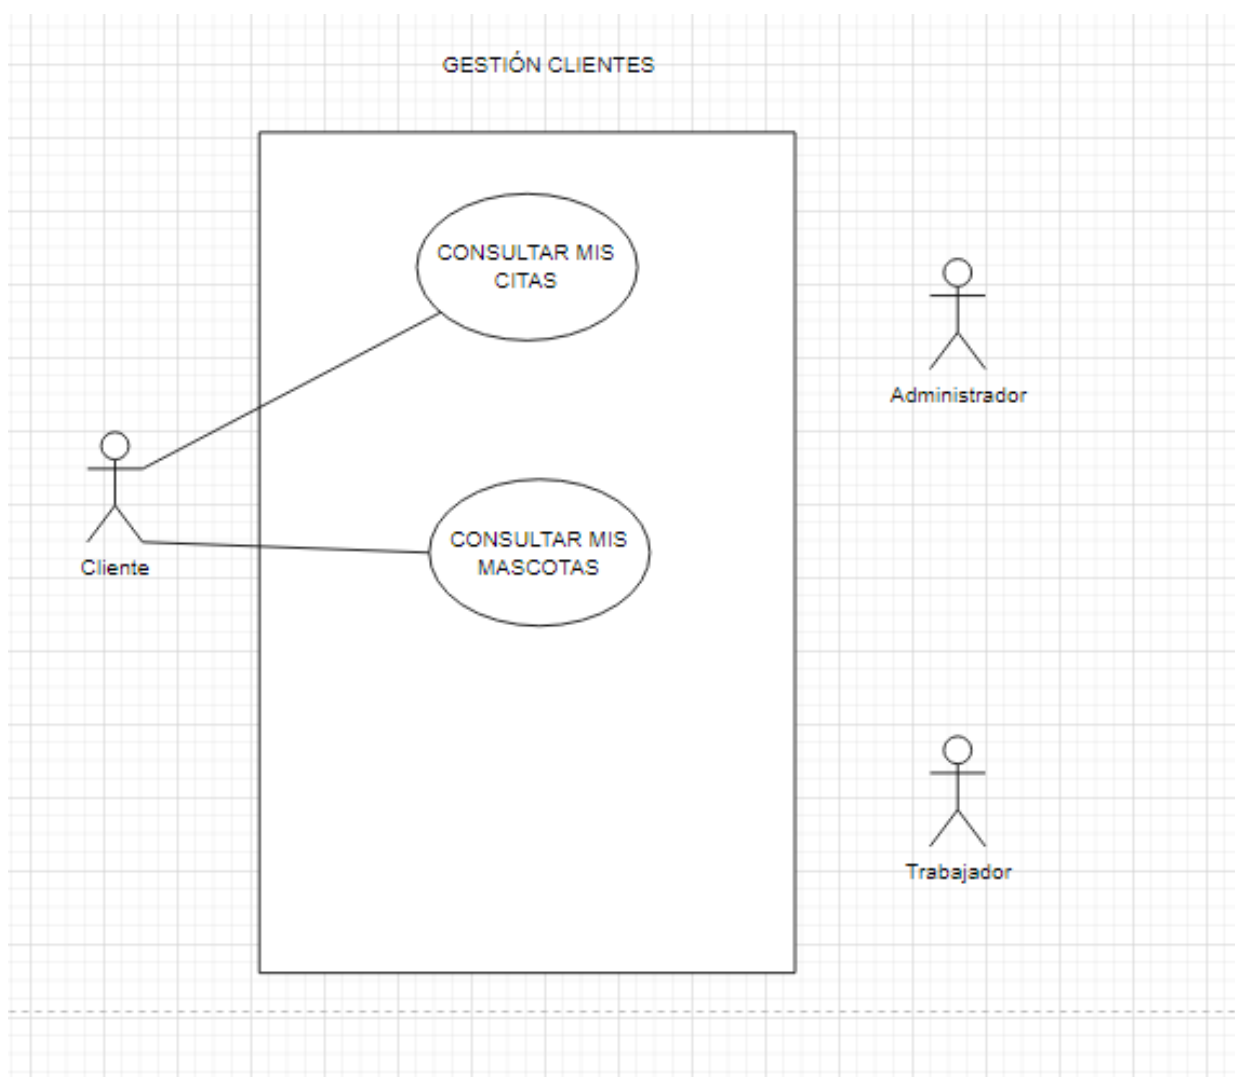 GESTIÓN CLIENTES
CONSULTAR MIS
CITAS
Administrador
Cliente
CONSULTAR MIS
MASCOTAS
Trabajador